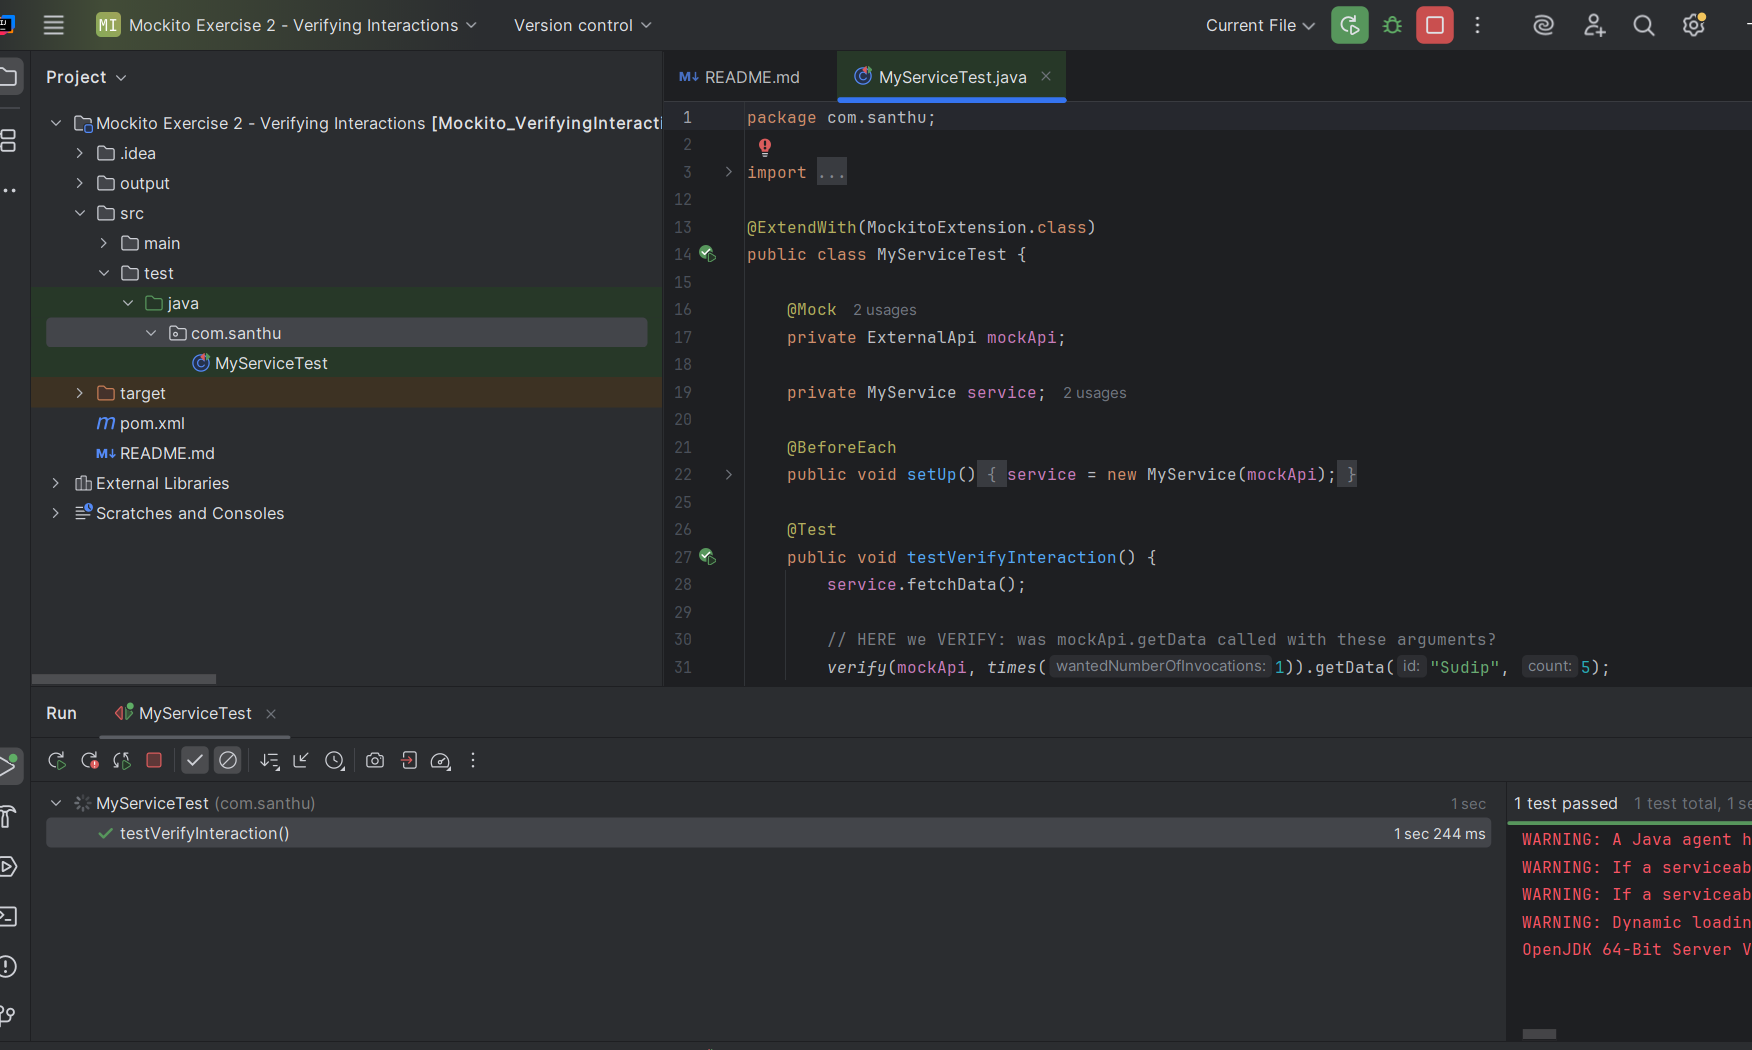 MI Mockito Exercise 2 - Verifying Interactions Version control Current File
Project
Mockito Exercise 2 - Verifying Interactions [Mockito_VerifyingInteracti
.idea
output
src
main
test
java
com.santhu
MyServiceTest
target
pom.xml
README.md
External Libraries
Scratches and Consoles
README.md MyServiceTest.java
1 package com.santhu;
2
3 import ...
12
13 @ExtendWith(MockitoExtension.class)
14 public class MyServiceTest {
15
16 @Mock 2 usages
17 private ExternalApi mockApi;
18
19 private MyService service; 2 usages
20
21 @BeforeEach
22 public void setUp() { service = new MyService(mockApi); }
25
26 @Test
27 public void testVerifyInteraction() {
28 service.fetchData();
29
30 // HERE we VERIFY: was mockApi.getData called with these arguments?
31 verify(mockApi, times( wantedNumberOfInvocations: 1)).getData( id: "Sudip", count: 5);
Run MyServiceTest
MyServiceTest (com.santhu) 1 sec
testVerifyInteraction() 1 sec 244 ms
1 test passed 1 test total, 1 se
WARNING: A Java agent h
WARNING: If a serviceab
WARNING: If a serviceab
WARNING: Dynamic loadin
OpenJDK 64-Bit Server V